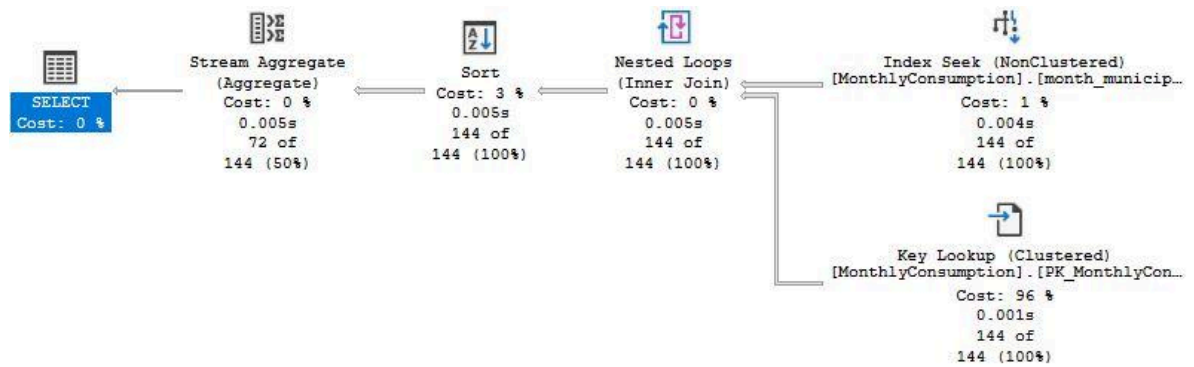 SELECT
Cost: 0 %
Stream Aggregate
(Aggregate)
Cost: 0 %
0.005s
72 of
144 (50%)
Sort
Cost: 3 %
0.005s
144 of
144 (100%)
Nested Loops
(Inner Join)
Cost: 0 %
0.005s
144 of
144 (100%)
Index Seek (NonClustered)
[MonthlyConsumption].[month_municip…
Cost: 1 %
0.004s
144 of
144 (100%)
Key Lookup (Clustered)
[MonthlyConsumption].[PK_MonthlyCon…
Cost: 96 %
0.001s
144 of
144 (100%)